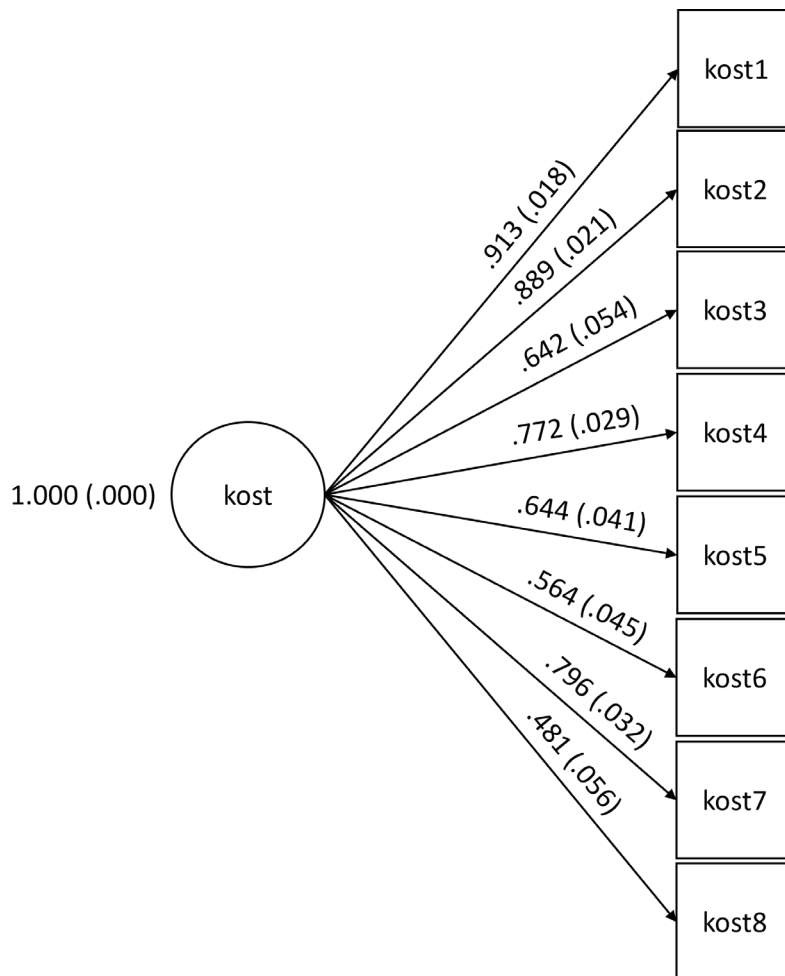 kost1
.913 (.018)
kost2
.889 (.021)
kost3
.642 (.054)
kost4
.772 (.029)
1.000 (.000)
kost
.644 (.041)
kost5
.564 (.045)
kost6
.796 (.032)
kost7
.481 (.056)
kost8